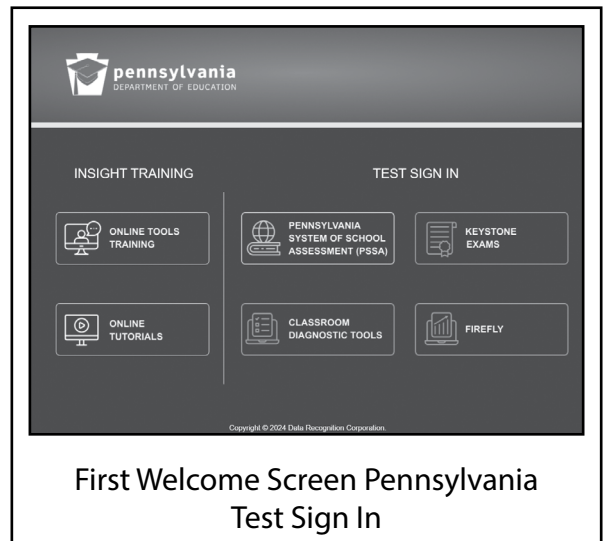 pennsylvania
DEPARTMENT OF EDUCATION
INSIGHT TRAINING
TEST SIGN IN
ONLINE TOOLS
TRAINING
PENNSYLVANIA
SYSTEM OF SCHOOL
ASSESSMENT (PSSA)
KEYSTONE
EXAMS
ONLINE
TUTORIALS
CLASSROOM
DIAGNOSTIC TOOLS
FIREFLY
Copyright © 2024 Data Recognition Corporation.
First Welcome Screen Pennsylvania
Test Sign In